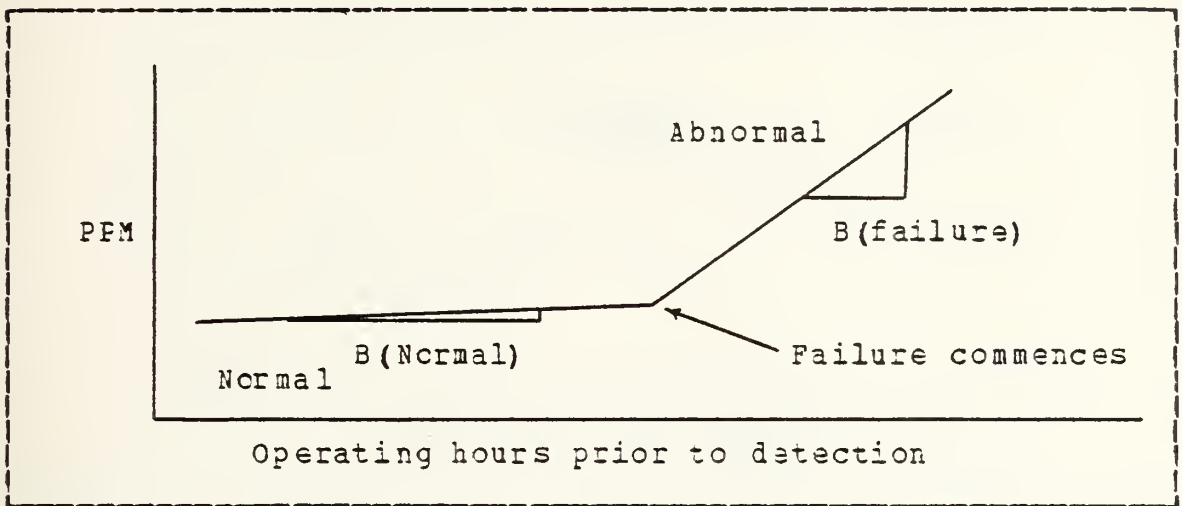 Abnormal
PPM
B(failure)
B(Normal)
Failure commences
Normal
Operating hours prior to detection